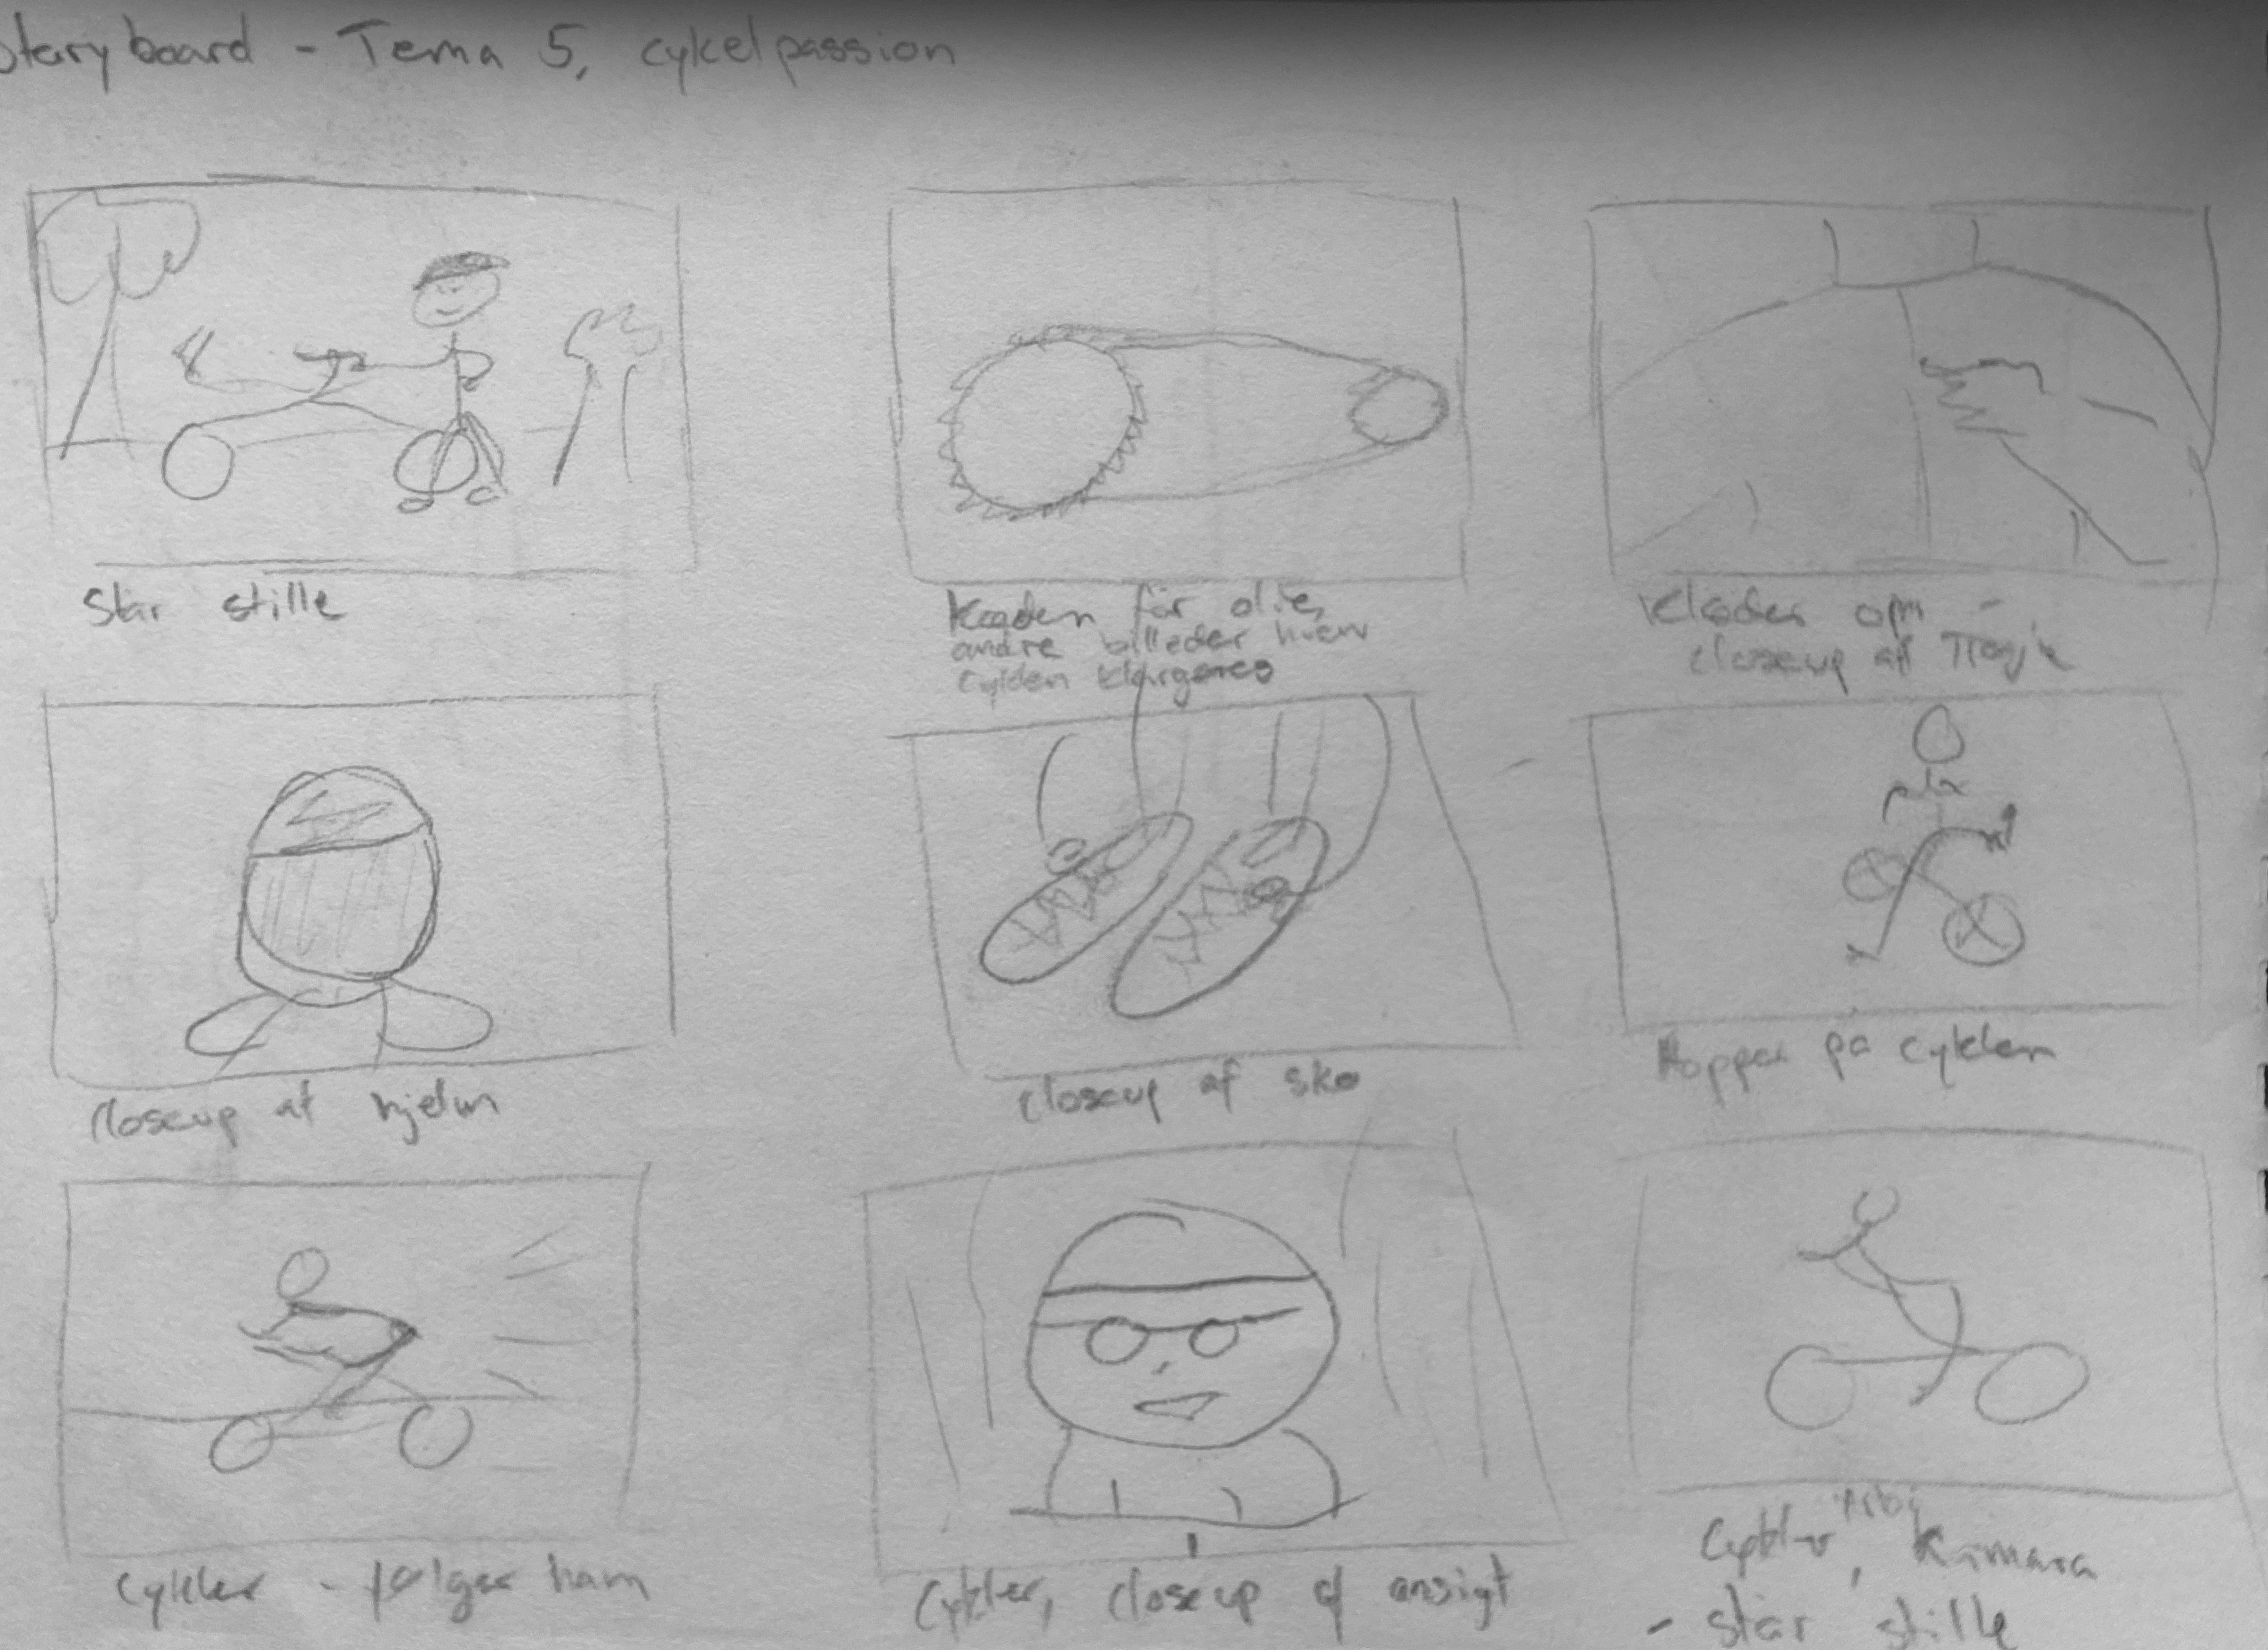 Storyboard - Tema 5, cykelpassion
Står stille
Kæden får olie,
andre billeder hvor
cyklen klargøres
Klæder om -
closeup af Trøje
Closeup af hjelm
Closeup af sko
Hopper på cyklen
Cykler - følger ham
Cykler, closeup af ansigt
forbi
Cykler, Kamera
- står stille